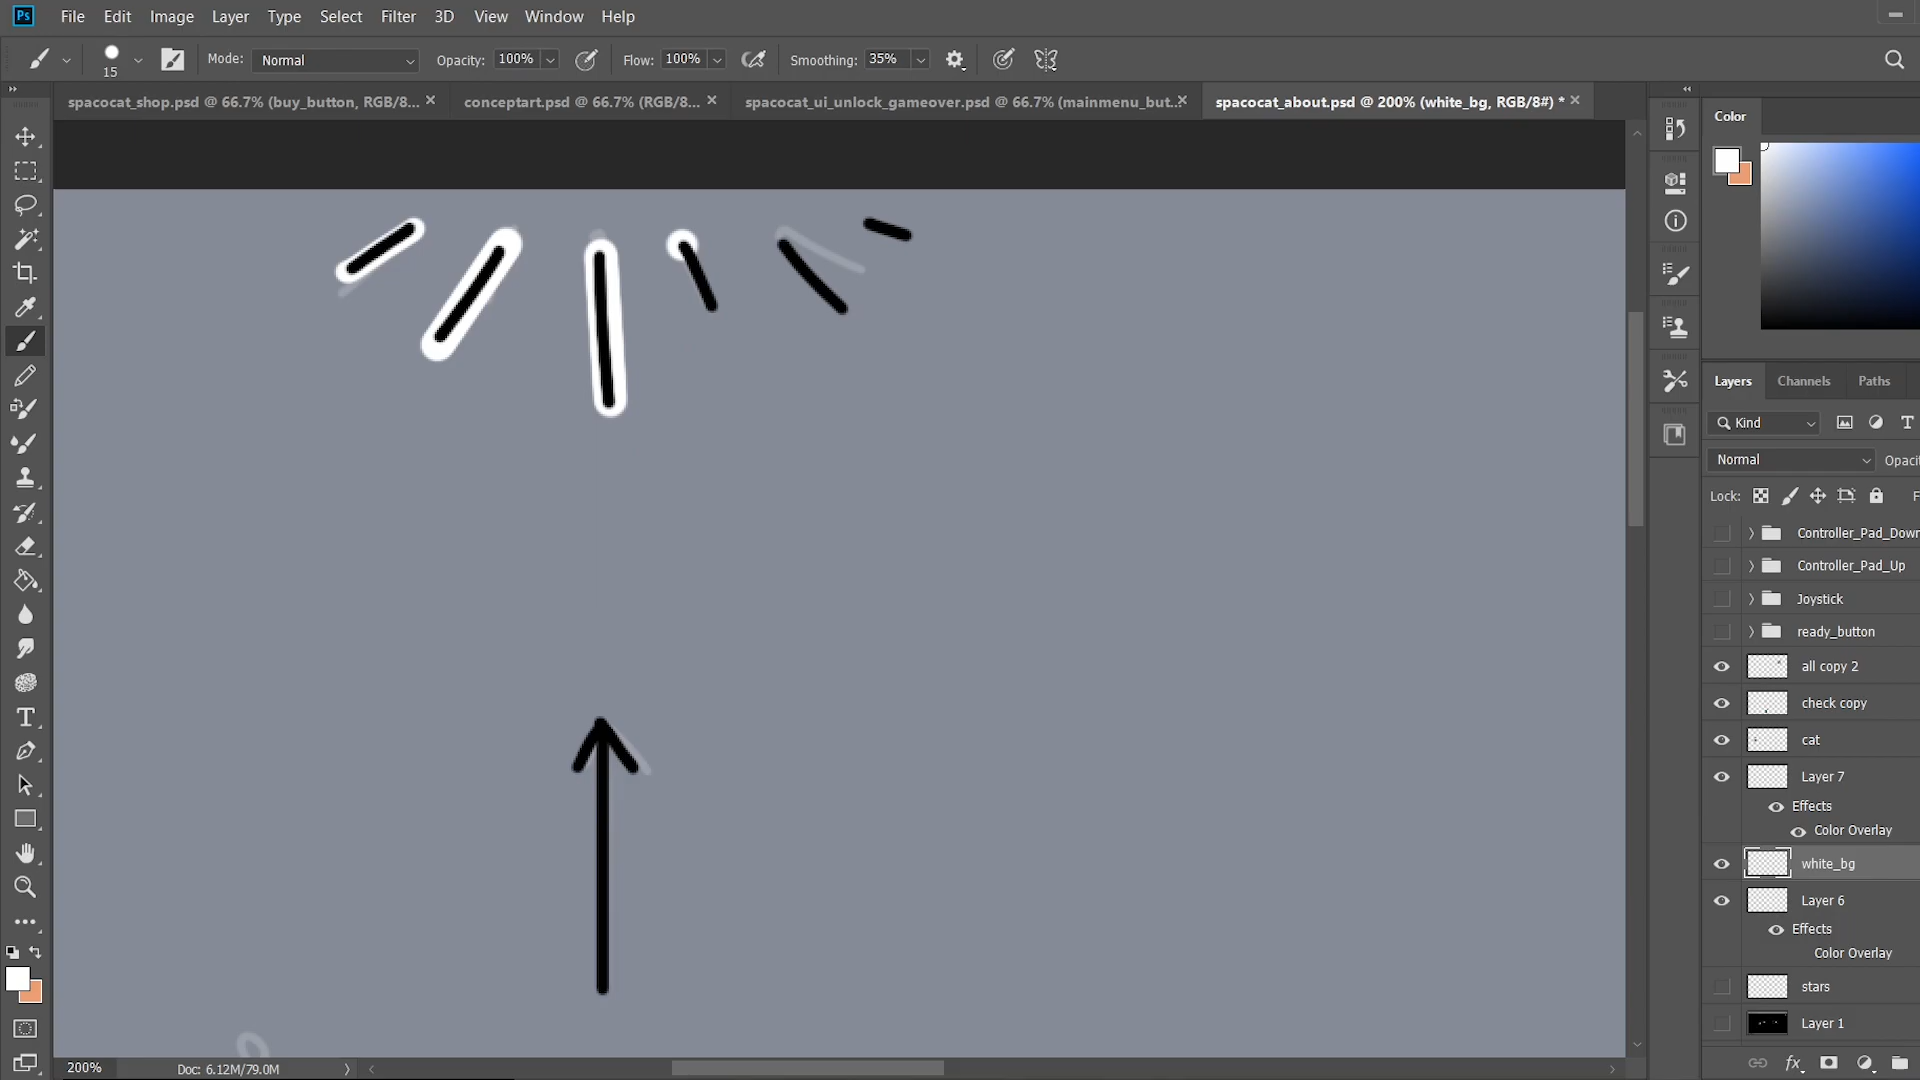 Ps File Edit Image Layer Type Select Filter 3D View Window Help
15 Mode: Normal Opacity: 100% Flow: 100% Smoothing: 35%
spacocat_shop.psd @ 66.7% (buy_button, RGB/8... conceptart.psd @ 66.7% (RGB/8... spacocat_ui_unlock_gameover.psd @ 66.7% (mainmenu_but... spacocat_about.psd @ 200% (white_bg, RGB/8#) *
Color
Layers Channels Paths
Kind
Normal Opaci
Lock: F
Controller_Pad_Down
Controller_Pad_Up
Joystick
ready_button
all copy 2
check copy
cat
Layer 7
Effects
Color Overlay
white_bg
Layer 6
Effects
Color Overlay
stars
Layer 1
200% Doc: 6.12M/79.0M